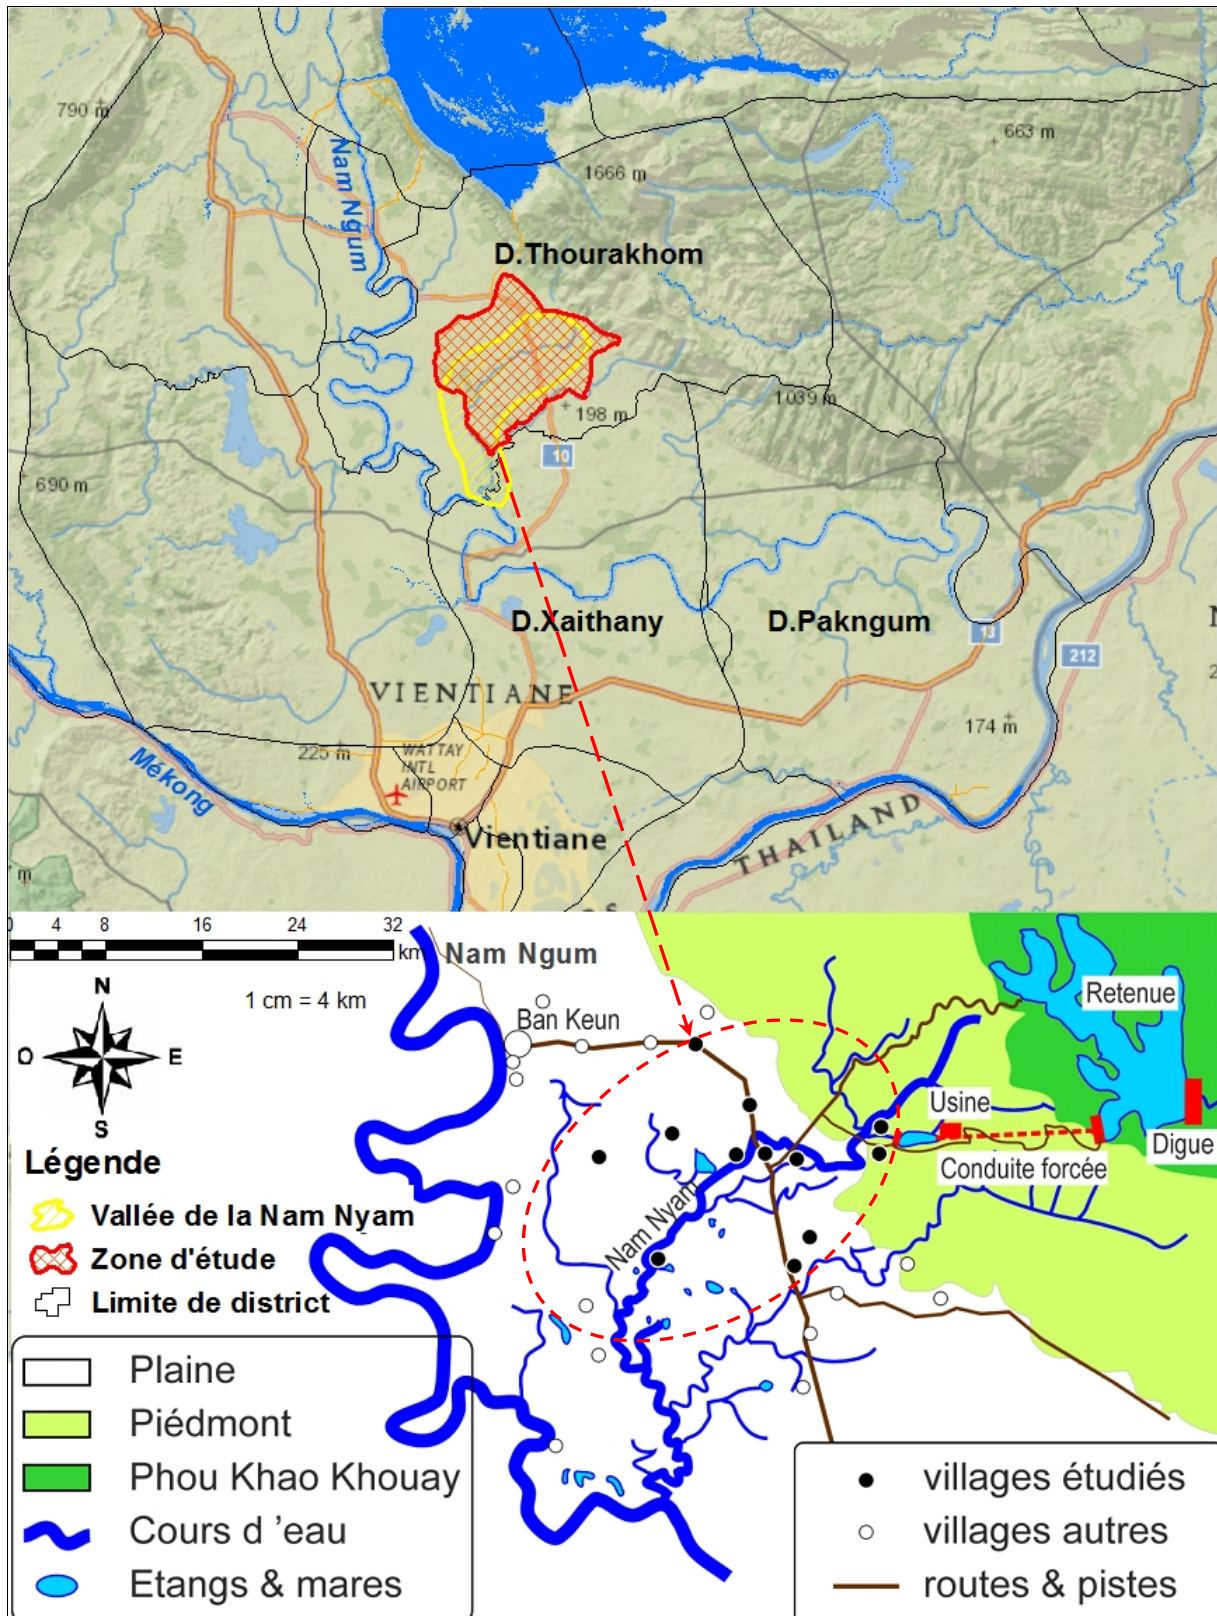 790 m
663 m
1666 m
Nam Ngum
D.Thourakhom
198 m
1039 m
10
690 m
D.Xaithany
D.Pakngum
13
212
VIENTIANE
174 m
225 m
WATTAY
INTL
AIRPORT
Mékong
Vientiane
THAILAND
m
0 4 8 16 24 32
km
Nam Ngum
1 cm = 4 km
N
O E
S
Ban Keun
Retenue
Usine
Digue
Conduite forcée
Nam Nyam
Légende
Vallée de la Nam Nyam
Zone d'étude
Limite de district
Plaine
Piédmont
Phou Khao Khouay
Cours d 'eau
Etangs & mares
villages étudiés
villages autres
routes & pistes